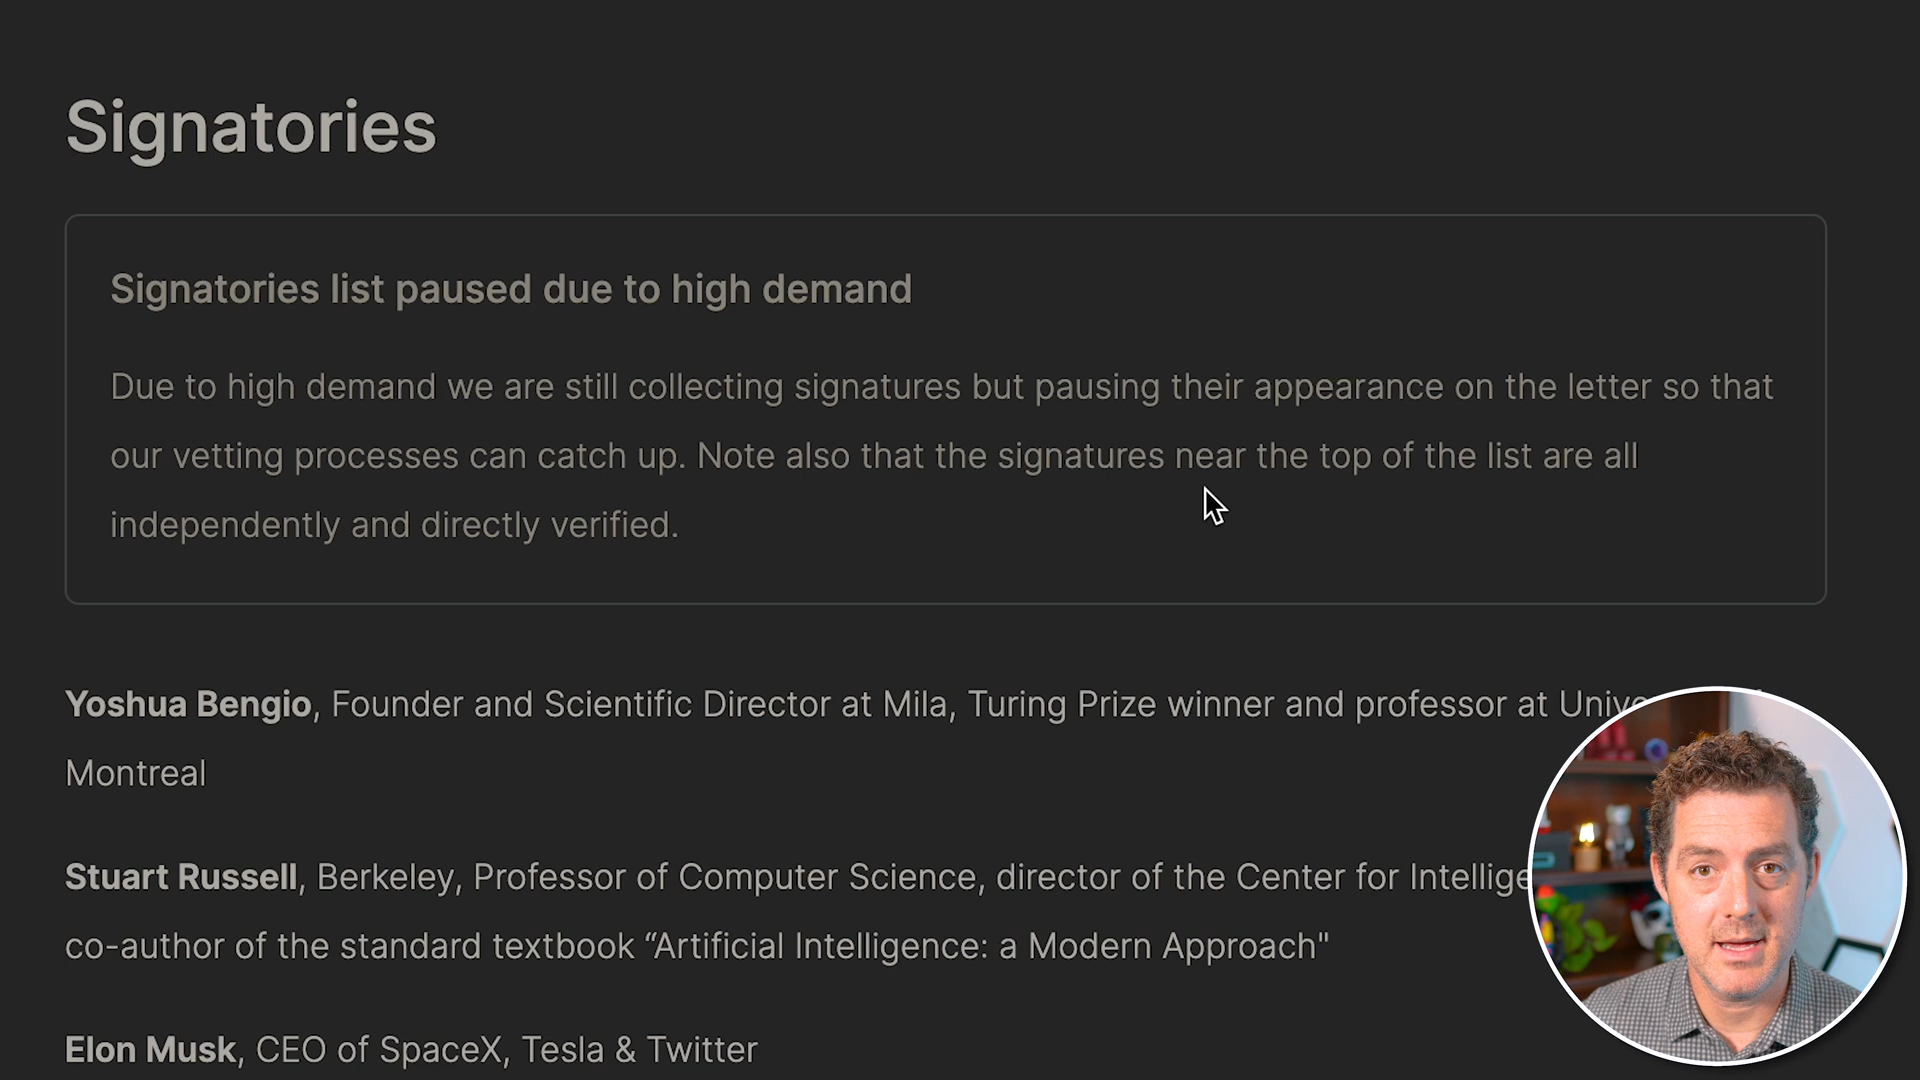 Signatories
Signatories list paused due to high demand
Due to high demand we are still collecting signatures but pausing their appearance on the letter so that
our vetting processes can catch up. Note also that the signatures near the top of the list are all
independently and directly verified.
Yoshua Bengio, Founder and Scientific Director at Mila, Turing Prize winner and professor at
Montreal
Stuart Russell, Berkeley, Professor of Computer Science, director of the Center for
co-author of the standard textbook “Artificial Intelligence: a Modern Approach"
Elon Musk, CEO of SpaceX, Tesla & Twitter